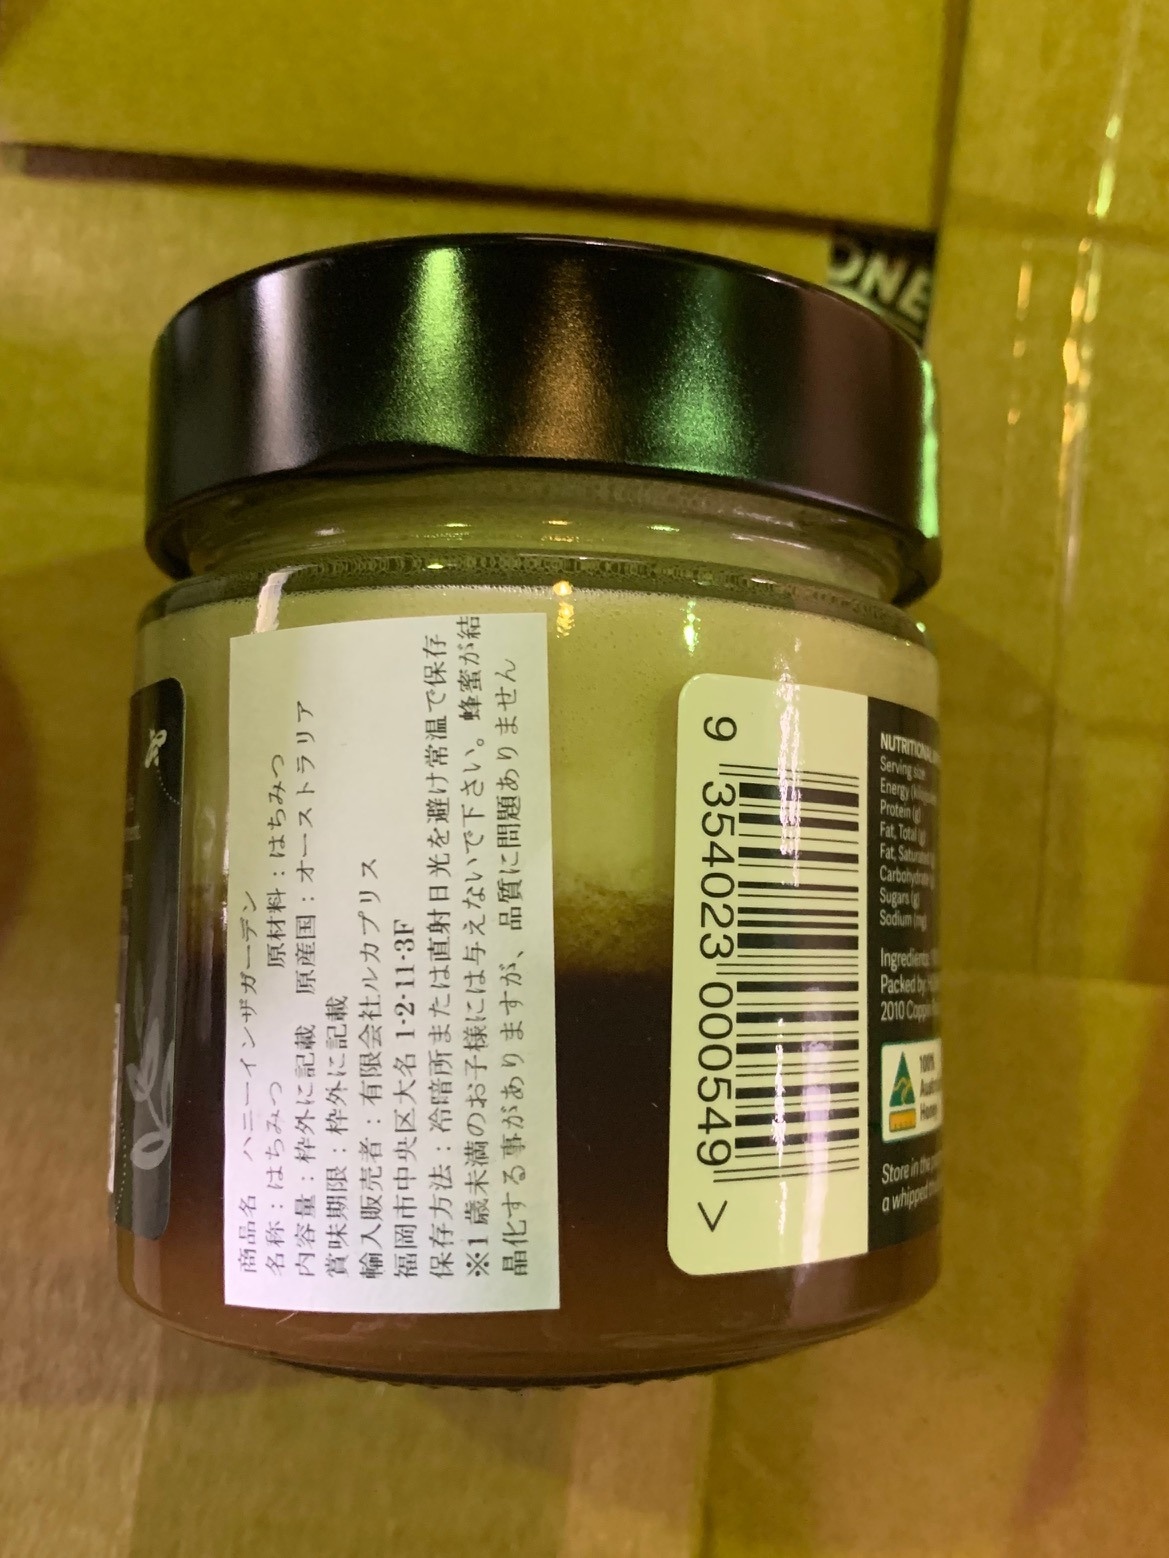 ONE
商品名 ハニーインザガーデン
名称：はちみつ 原材料：はちみつ
内容量：枠外に記載 原産国：オーストラリア
賞味期限：枠外に記載
輸入販売者：有限会社ルカプリス
福岡市中央区大名 1-2-11-3F
保存方法：冷暗所または直射日光を避け常温で保存
※1 歳未満のお子様には与えないで下さい。蜂蜜が結
晶化する事がありますが、品質に問題ありません
9 354023 000549 >
NUTRITIONAL
Serving size
Energy
Protein (g)
Fat, Total (g)
Fat, Saturated
Carbohydrate
Sugars (g)
Sodium (mg)
Ingredients:
Packed by
2010
100%
Honey
Store in the
a whipped